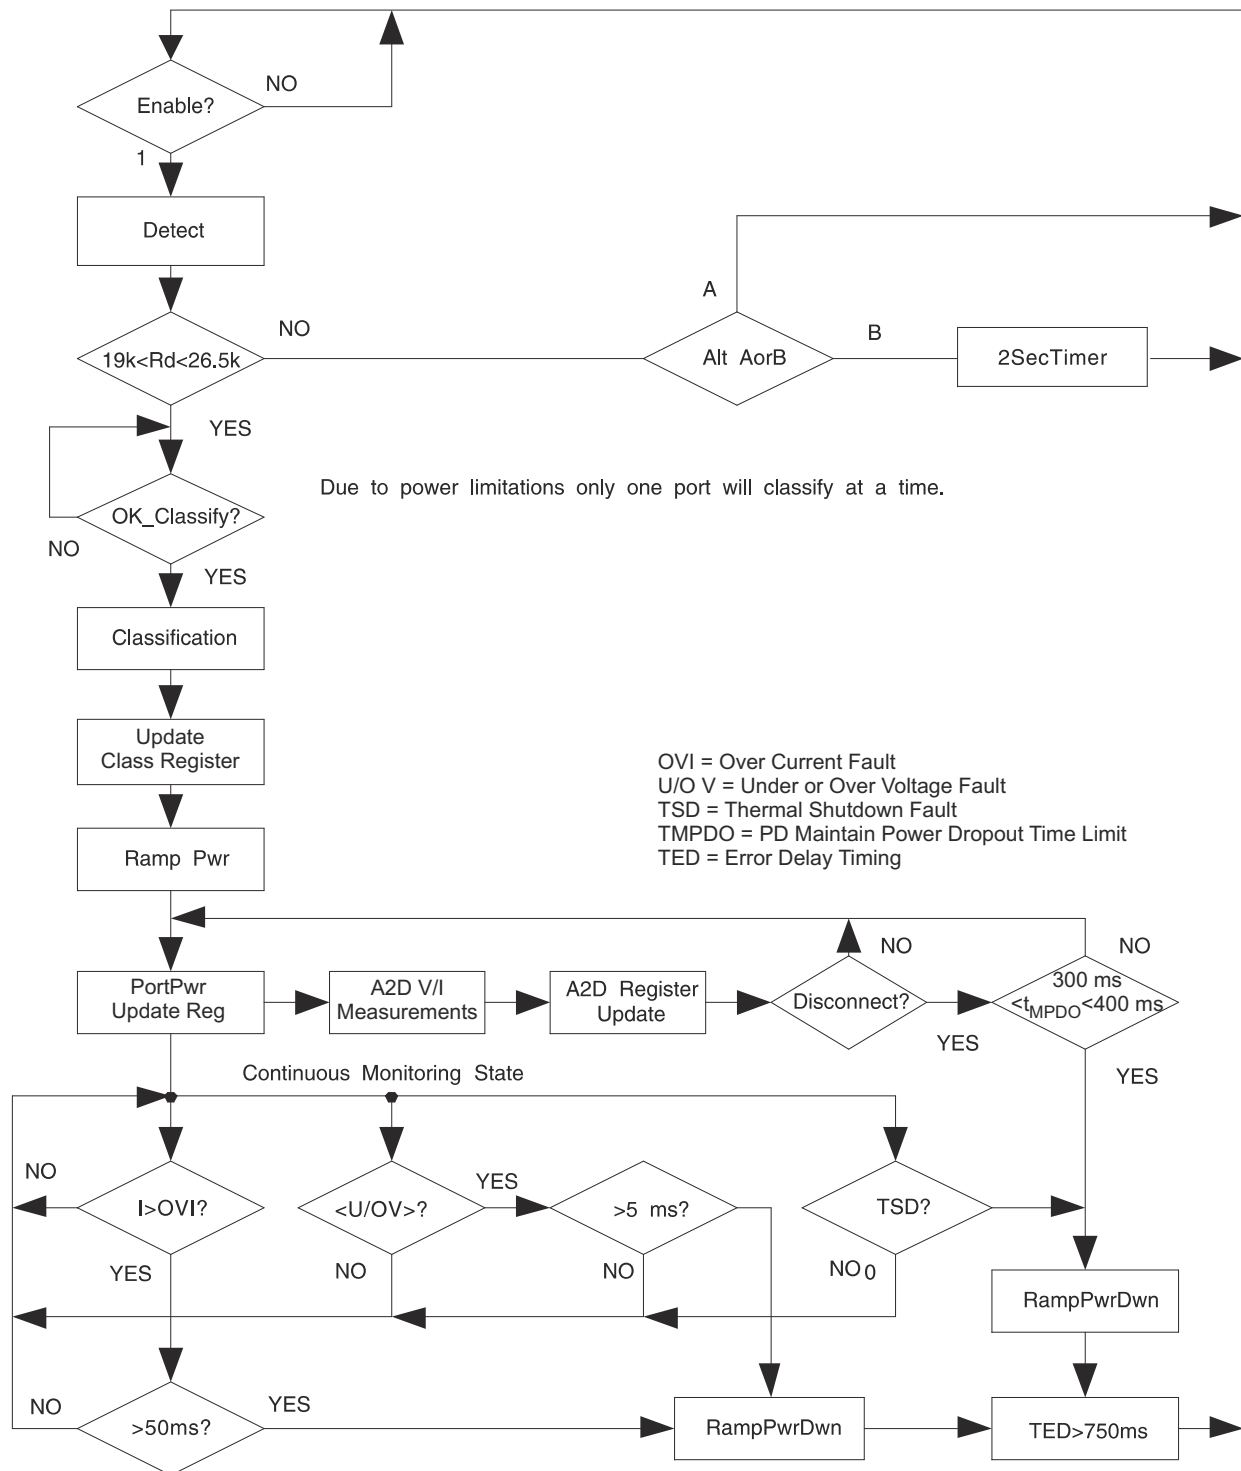 NO
Enable?
1
Detect
A
NO
B
19k<Rd<26.5k
Alt AorB
2SecTimer
YES
Due to power limitations only one port will classify at a time.
OK_Classify?
NO
YES
Classification
Update
Class Register
OVI = Over Current Fault
U/O V = Under or Over Voltage Fault
TSD = Thermal Shutdown Fault
TMPDO = PD Maintain Power Dropout Time Limit
TED = Error Delay Timing
Ramp Pwr
NO
NO
PortPwr
Update Reg
A2D V/I
Measurements
A2D Register
Update
Disconnect?
300 ms
<tMPDO<400 ms
YES
YES
Continuous Monitoring State
NO
YES
I>OVI?
<U/OV>?
>5 ms?
TSD?
YES
NO
NO
NO 0
RampPwrDwn
NO
YES
>50ms?
RampPwrDwn
TED>750ms